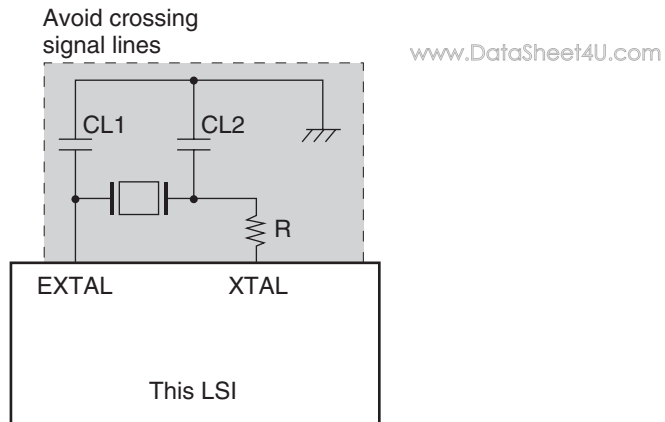 Avoid crossing
signal lines
www.DataSheet4U.com
CL1 CL2
R
EXTAL XTAL
This LSI